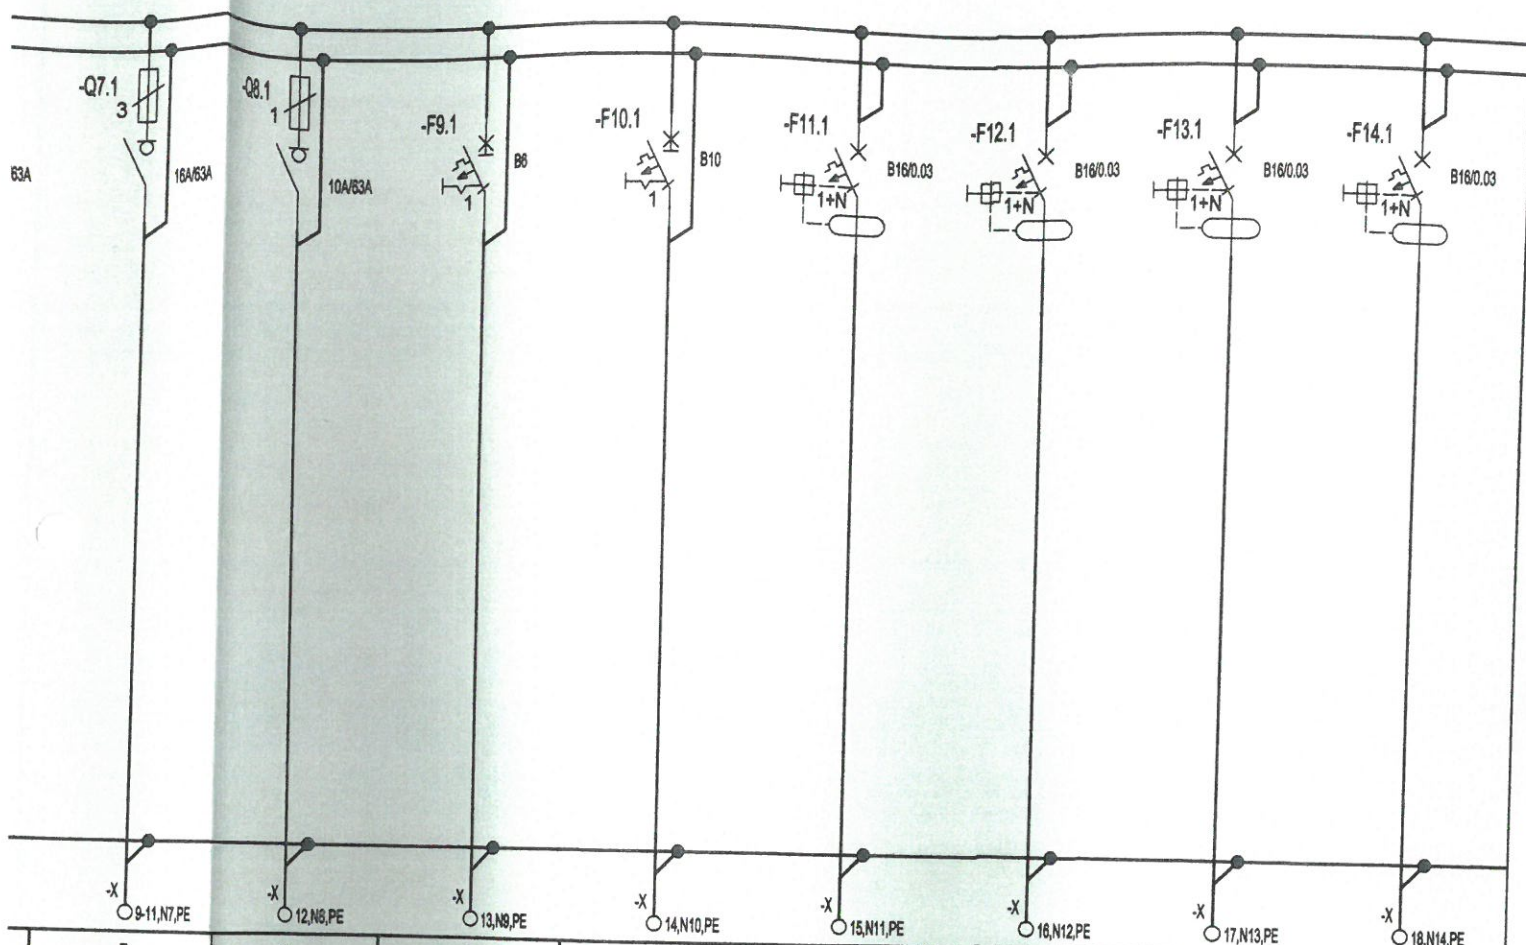 63A
-Q7.1
3
16A/63A
-Q8.1
1
10A/63A
-F9.1
1
B6
-F10.1
1
B10
-F11.1
1+N
B16/0.03
-F12.1
1+N
B16/0.03
-F13.1
1+N
B16/0.03
-F14.1
1+N
B16/0.03
-X
9-11,N7,PE
-X
12,N8,PE
-X
13,N9,PE
-X
14,N10,PE
-X
15,N11,PE
-X
16,N12,PE
-X
17,N13,PE
-X
18,N14,PE